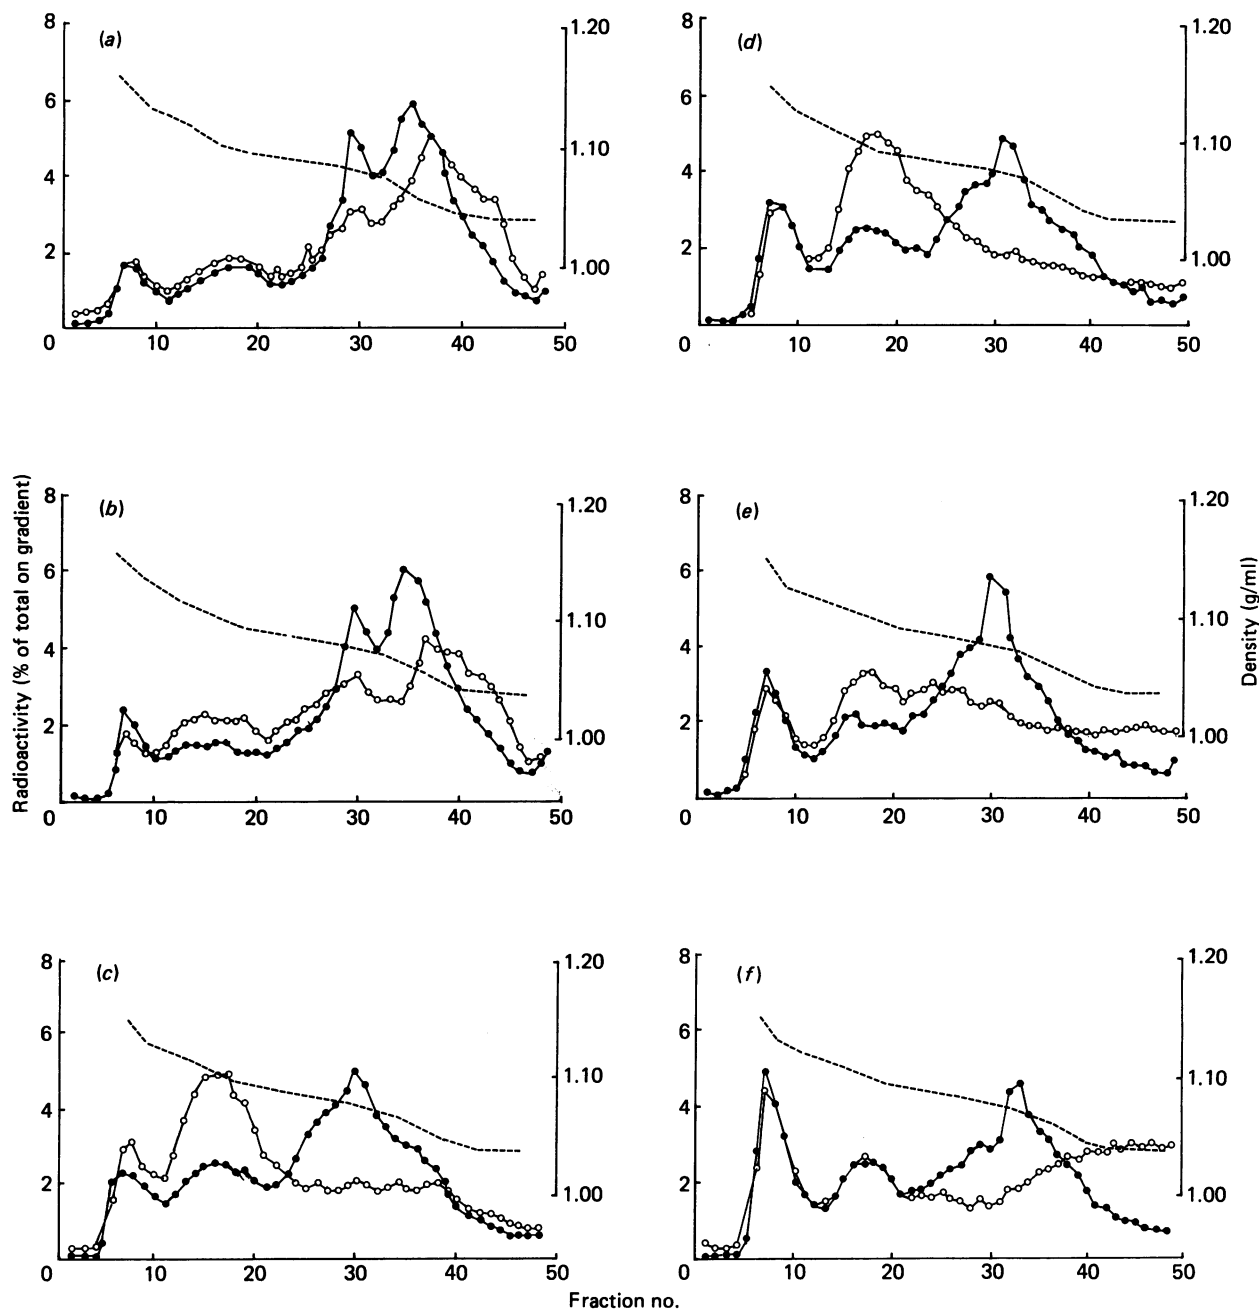 8 (a) 1.20 8 (d) 1.20
6 6
1.10 1.10
4 4
2 1.00 2 1.00
0 10 20 30 40 50 0 10 20 30 40 50
Radioactivity (% of total on gradient)
8 (b) 1.20 8 (e) 1.20
6 6
1.10 1.10
4 4
2 1.00 2 1.00
0 10 20 30 40 50 0 10 20 30 40 50
Density (g/ml)
8 (c) 1.20 8 (f) 1.20
6 6
1.10 1.10
4 4
2 1.00 2 1.00
0 10 20 30 40 50 0 10 20 30 40 50
Fraction no.